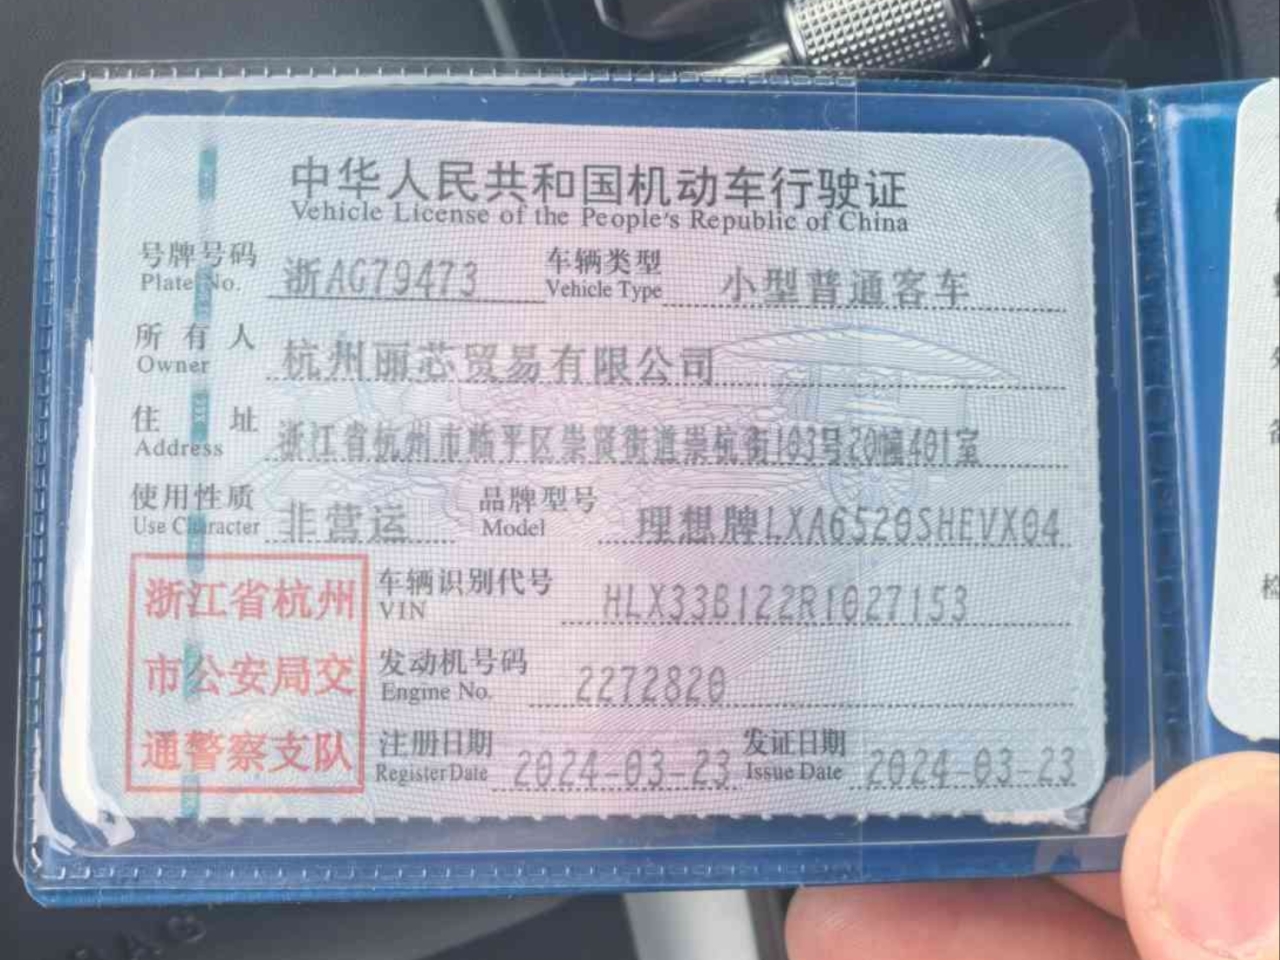 中华人民共和国机动车行驶证
Vehicle License of the People's Republic of China
号牌号码 浙AG79473 车辆类型 小型普通客车
Plate No. Vehicle Type
所有人 杭州丽芯贸易有限公司
Owner
住址 浙江省杭州市临平区崇贤街道崇杭街103号20幢401室
Address
使用性质 非营运 品牌型号 理想牌LXA6520SHEVX04
Use Character Model
浙江省杭州
市公安局交
通警察支队
车辆识别代号 HLX33B122R1027153
VIN
发动机号码 2272820
Engine No.
注册日期 2024-03-23 发证日期 2024-03-23
Register Date Issue Date